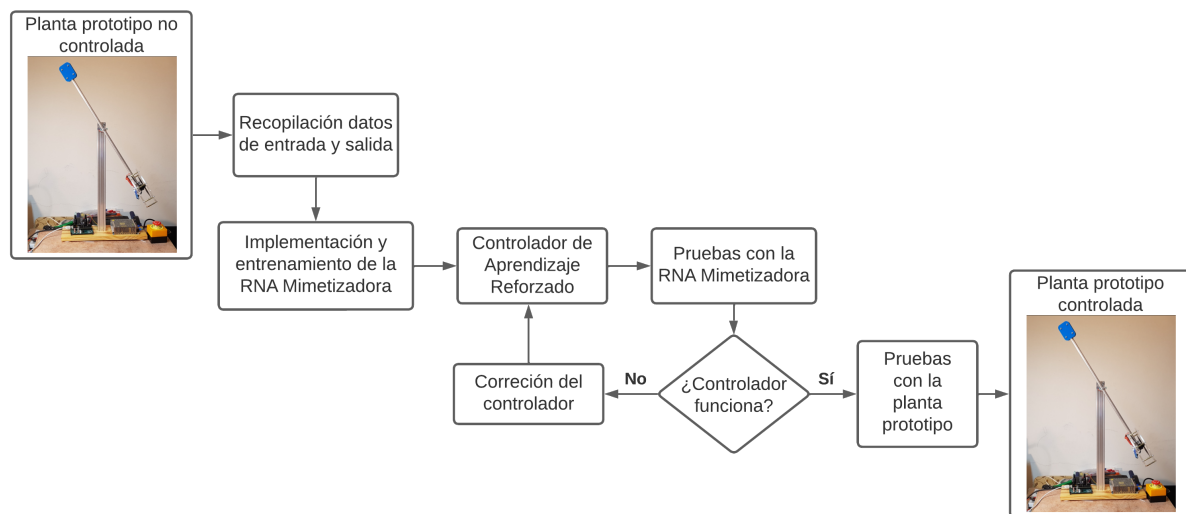 Planta prototipo no
controlada
Recopilación datos
de entrada y salida
Implementación y
entrenamiento de la
RNA Mimetizadora
Controlador de
Aprendizaje
Reforzado
Pruebas con la
RNA Mimetizadora
¿Controlador
funciona?
No
Correción del
controlador
Sí
Pruebas
con la
planta
prototipo
Planta prototipo
controlada